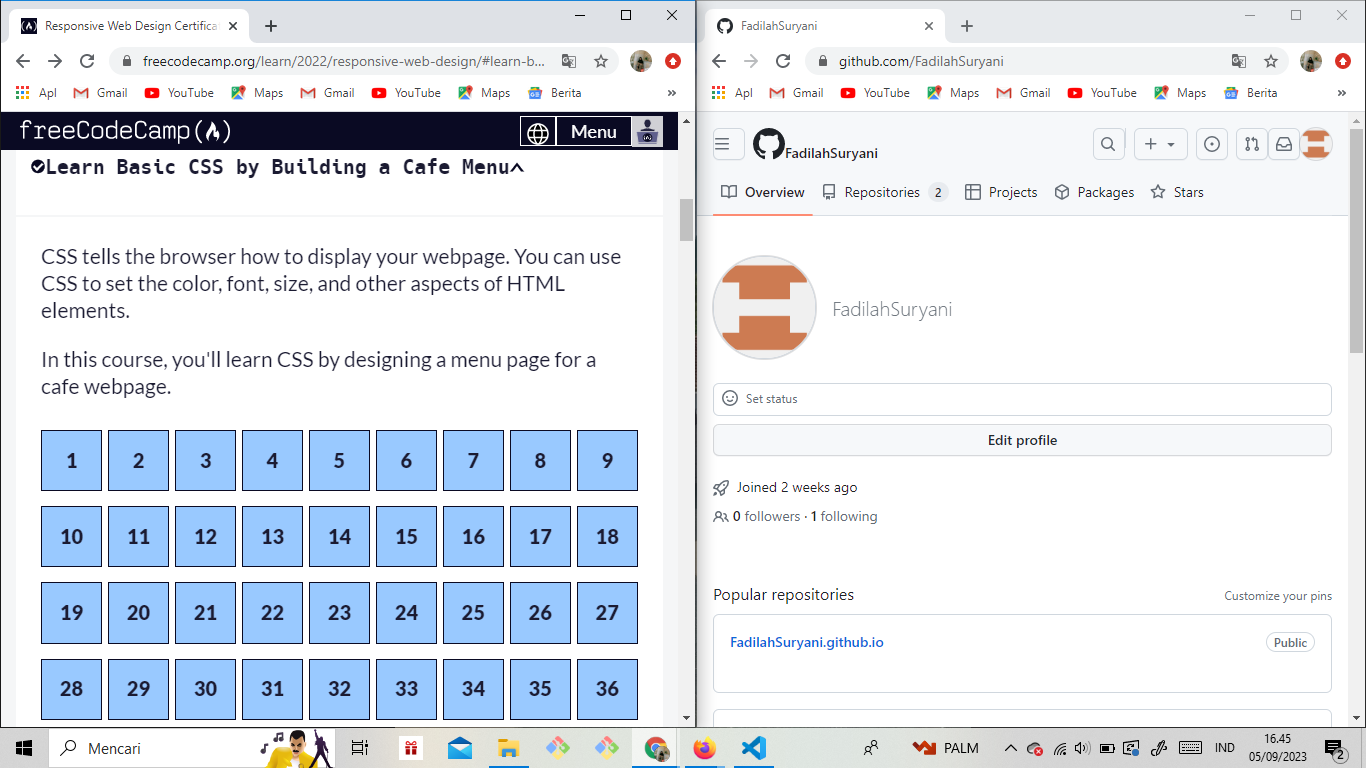 Responsive Web Design Certifica
freecodecamp.org/learn/2022/responsive-web-design/#learn-b...
Apl Gmail YouTube Maps Gmail YouTube Maps Berita »
freeCodeCamp
Menu
Learn Basic CSS by Building a Cafe Menu
CSS tells the browser how to display your webpage. You can use
CSS to set the color, font, size, and other aspects of HTML
elements.
In this course, you'll learn CSS by designing a menu page for a
cafe webpage.
1 2 3 4 5 6 7 8 9
10 11 12 13 14 15 16 17 18
19 20 21 22 23 24 25 26 27
28 29 30 31 32 33 34 35 36
FadilahSuryani
github.com/FadilahSuryani
Apl Gmail YouTube Maps Gmail YouTube Maps Berita »
FadilahSuryani
Overview Repositories 2 Projects Packages Stars
FadilahSuryani
Set status
Edit profile
Joined 2 weeks ago
0 followers · 1 following
Popular repositories Customize your pins
FadilahSuryani.github.io Public
Mencari PALM IND 16.45
05/09/2023 2